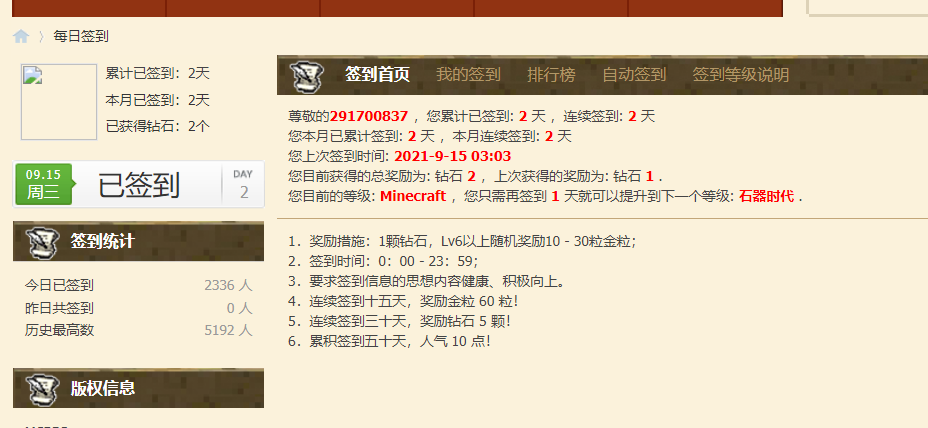 每日签到
累计已签到：2天
本月已签到：2天
已获得钻石：2个
09.15
周三
已签到
DAY
2
签到统计
今日已签到 2336 人
昨日共签到 0 人
历史最高数 5192 人
版权信息
签到首页 我的签到 排行榜 自动签到 签到等级说明
尊敬的291700837 ，您累计已签到: 2 天 ，连续签到: 2 天
您本月已累计签到: 2 天 ，本月连续签到: 2 天
您上次签到时间: 2021-9-15 03:03
您目前获得的总奖励为: 钻石 2 ，上次获得的奖励为: 钻石 1 .
您目前的等级: Minecraft ，您只需再签到 1 天就可以提升到下一个等级: 石器时代 .
1．奖励措施：1颗钻石，Lv6以上随机奖励10 - 30粒金粒；
2．签到时间：0：00 - 23：59；
3．要求签到信息的思想内容健康、积极向上。
4．连续签到十五天，奖励金粒 60 粒！
5．连续签到三十天，奖励钻石 5 颗！
6．累积签到五十天，人气 10 点！